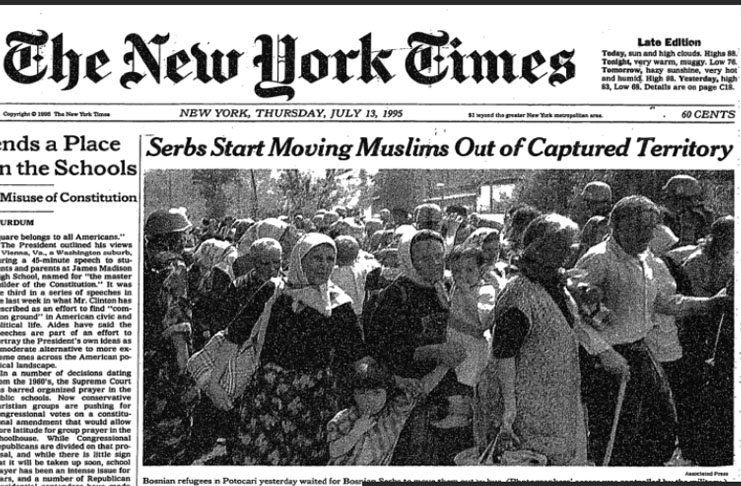 The New York Times
Late Edition
Today, sun and high clouds. Highs 88.
Tonight, very warm, muggy. Low 76.
Tomorrow, hazy sunshine, very hot
and humid. High 98. Yesterday, high
83, Low 68. Details are on page C18.
Copyright © 1995 The New York Times
NEW YORK, THURSDAY, JULY 13, 1995
$1 beyond the greater New York metropolitan area.
60 CENTS
ends a Place
n the Schools
Misuse of Constitution
URDUM
uare belongs to all Americans."
The President outlined his views
Vienna, Va., a Washington suburb,
ring a 45-minute speech to stu-
nts and parents at James Madison
gh School, named for "the master
ilder of the Constitution." It was
e third in a series of speeches in
e last week in what Mr. Clinton has
scribed as an effort to find "com-
on ground" in American civic and
litical life. Aides have said the
eeches are part of an effort to
rtray the President's own ideas as
moderate alternative to more ex-
eme ones across the American po-
ical landscape.
In a number of decisions dating
om the 1960's, the Supreme Court
s barred organized prayer in the
blic schools. Now conservative
ristian groups are pushing for
ngressional votes on a constitu-
nal amendment that would allow
ore latitude for group prayer in the
hoolhouse. While Congressional
epublicans are divided on that pro-
sal, and while there is little sign
at it will be taken up soon, school
ayer has been an intense issue for
ars, and a number of Republican
Serbs Start Moving Muslims Out of Captured Territory
Associated Press
Bosnian refugees n Potocari yesterday waited for Bosnian Serbs to move them out